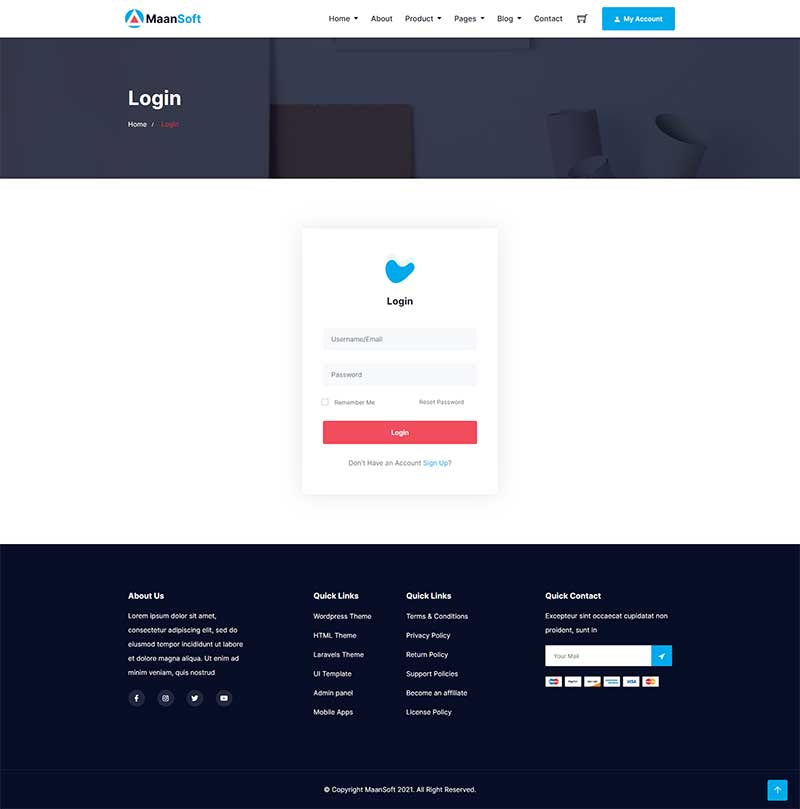 MaanSoft
Home
About
Product
Pages
Blog
Contact
My Account
Login
Home / Login
Login
Username/Email
Password
Remember Me
Reset Password
Login
Don't Have an Account Sign Up?
About Us
Lorem ipsum dolor sit amet,
consectetur adipiscing elit, sed do
eiusmod tempor incididunt ut labore
et dolore magna aliqua. Ut enim ad
minim veniam, quis nostrud
Quick Links
Wordpress Theme
HTML Theme
Laravels Theme
UI Template
Admin panel
Mobile Apps
Quick Links
Terms & Conditions
Privacy Policy
Return Policy
Support Policies
Become an affiliate
License Policy
Quick Contact
Excepteur sint occaecat cupidatat non
proident, sunt in
Your Mail
PayPal
VISA
© Copyright MaanSoft 2021. All Right Reserved.